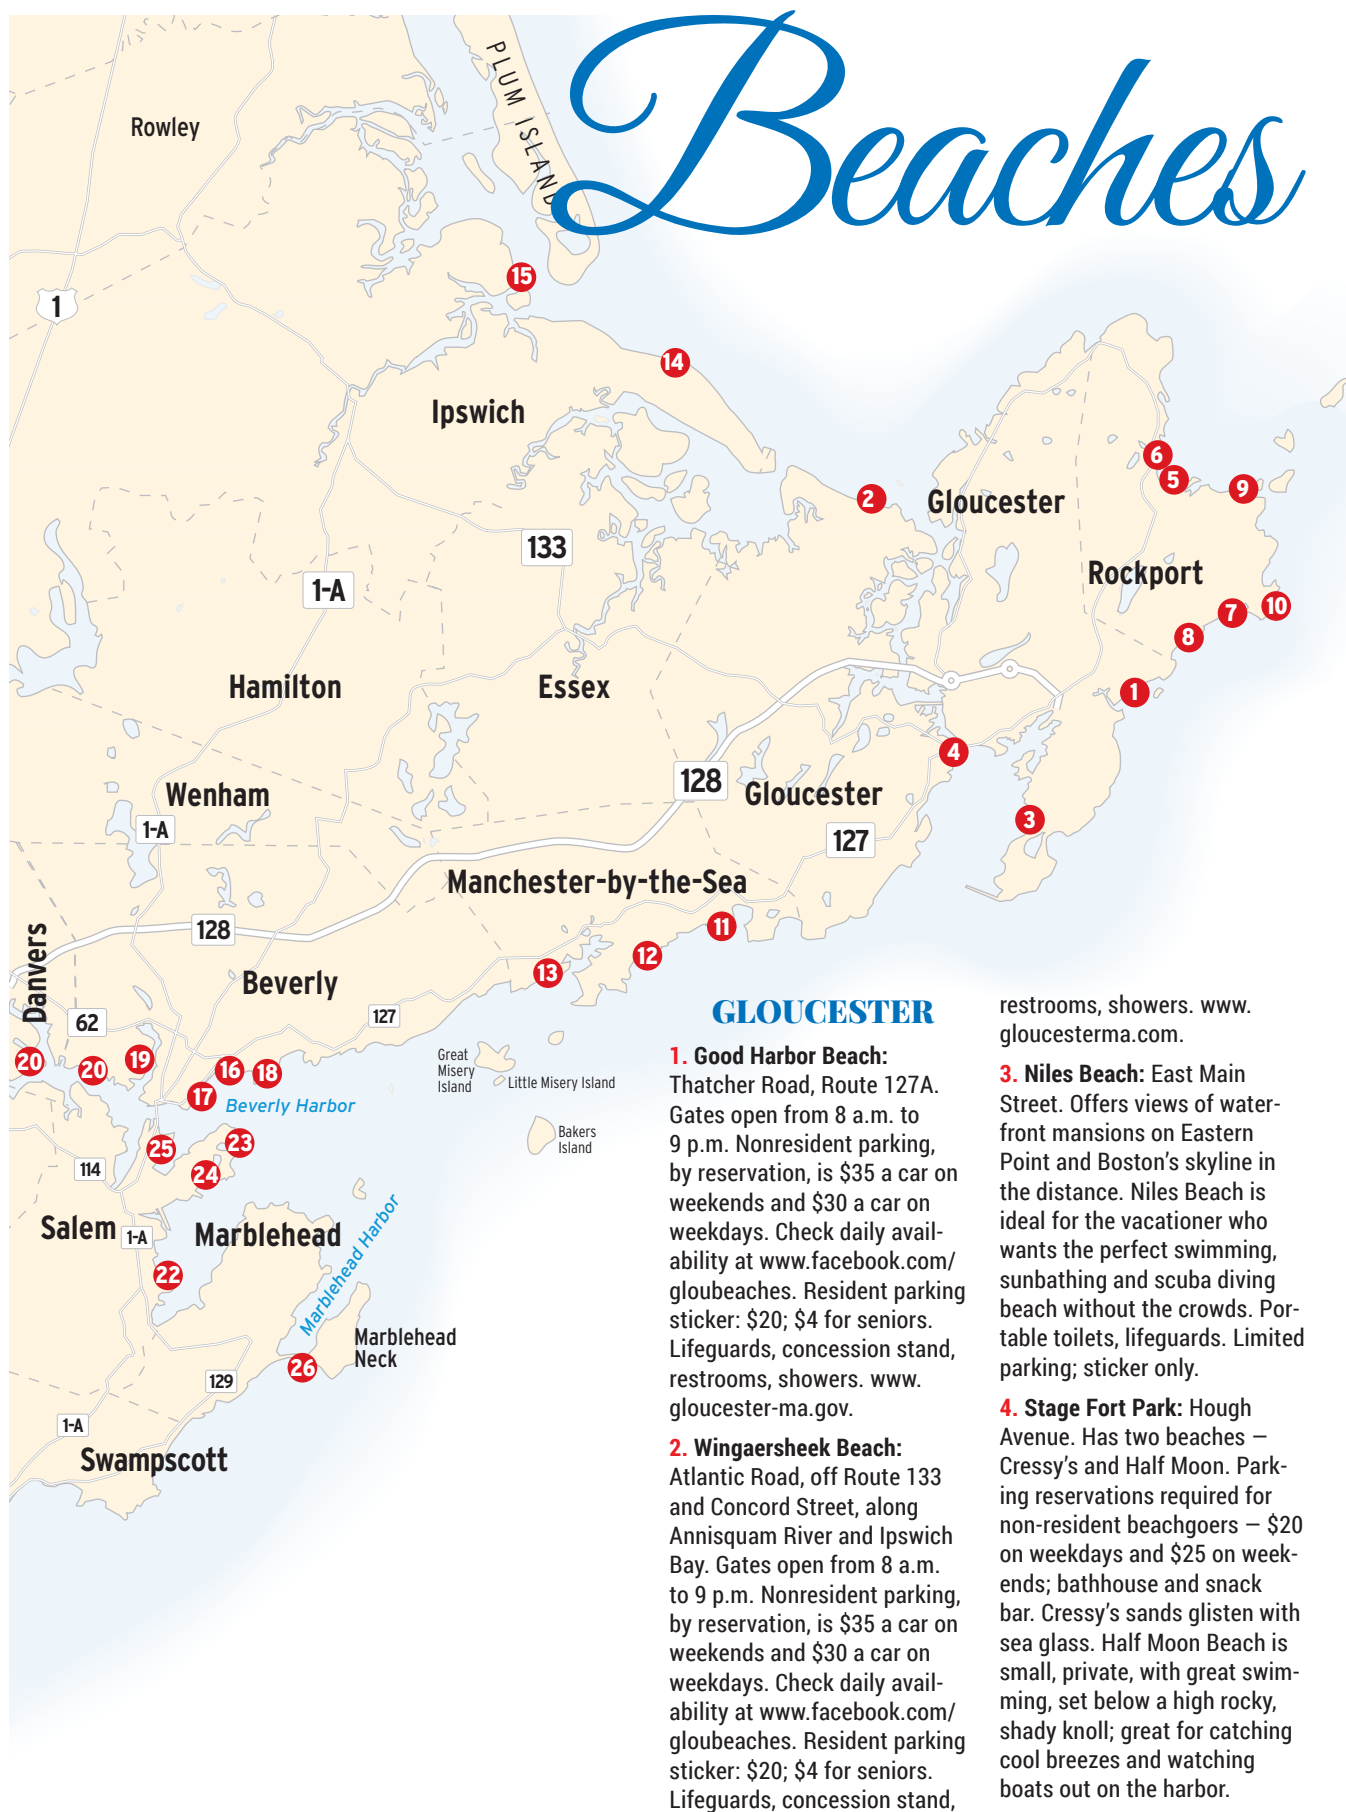 Beaches
PLUM ISLAND
Rowley
15
1
14
Ipswich
6
5
9
2
Gloucester
133
Rockport
1-A
10
7
8
Hamilton
Essex
1
4
128
Wenham
Gloucester
3
1-A
127
Manchester-by-the-Sea
11
128
Danvers
12
13
Beverly
127
62
20
20
19
16
18
17
Great
Misery
Island
Little Misery Island
Beverly Harbor
Bakers
Island
23
25
24
114
Salem
1-A
Marblehead
Marblehead Harbor
22
Marblehead
Neck
26
129
1-A
Swampscott
GLOUCESTER
1. Good Harbor Beach:
Thatcher Road, Route 127A.
Gates open from 8 a.m. to
9 p.m. Nonresident parking,
by reservation, is $35 a car on
weekends and $30 a car on
weekdays. Check daily avail-
ability at www.facebook.com/
gloubeaches. Resident parking
sticker: $20; $4 for seniors.
Lifeguards, concession stand,
restrooms, showers. www.
gloucester-ma.gov.
2. Wingaersheek Beach:
Atlantic Road, off Route 133
and Concord Street, along
Annisquam River and Ipswich
Bay. Gates open from 8 a.m.
to 9 p.m. Nonresident parking,
by reservation, is $35 a car on
weekends and $30 a car on
weekdays. Check daily avail-
ability at www.facebook.com/
gloubeaches. Resident parking
sticker: $20; $4 for seniors.
Lifeguards, concession stand,
restrooms, showers. www.
gloucesterma.com.
3. Niles Beach: East Main
Street. Offers views of water-
front mansions on Eastern
Point and Boston's skyline in
the distance. Niles Beach is
ideal for the vacationer who
wants the perfect swimming,
sunbathing and scuba diving
beach without the crowds. Por-
table toilets, lifeguards. Limited
parking; sticker only.
4. Stage Fort Park: Hough
Avenue. Has two beaches —
Cressy's and Half Moon. Park-
ing reservations required for
non-resident beachgoers — $20
on weekdays and $25 on week-
ends; bathhouse and snack
bar. Cressy's sands glisten with
sea glass. Half Moon Beach is
small, private, with great swim-
ming, set below a high rocky,
shady knoll; great for catching
cool breezes and watching
boats out on the harbor.